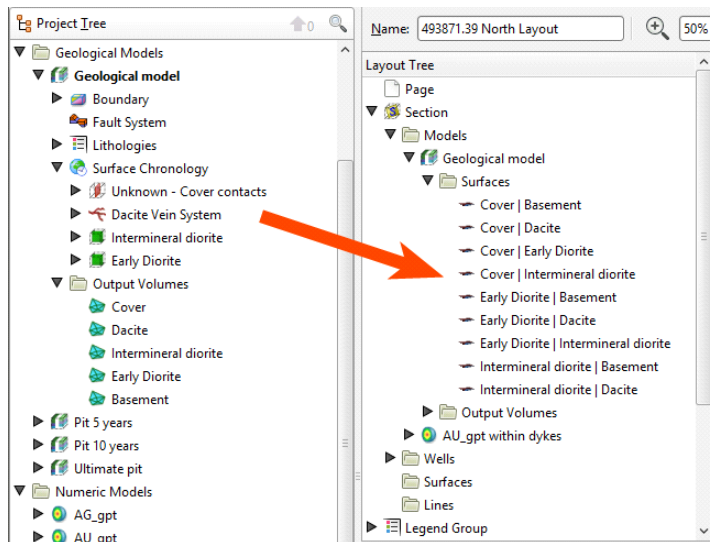 Project Tree
0
Geological Models
Geological model
Boundary
Fault System
Lithologies
Surface Chronology
Unknown - Cover contacts
Dacite Vein System
Intermineral diorite
Early Diorite
Output Volumes
Cover
Dacite
Intermineral diorite
Early Diorite
Basement
Pit 5 years
Pit 10 years
Ultimate pit
Numeric Models
AG_gpt
AU_gpt
Name: 493871.39 North Layout 50%
Layout Tree
Page
Section
Models
Geological model
Surfaces
Cover | Basement
Cover | Dacite
Cover | Early Diorite
Cover | Intermineral diorite
Early Diorite | Basement
Early Diorite | Dacite
Early Diorite | Intermineral diorite
Intermineral diorite | Basement
Intermineral diorite | Dacite
Output Volumes
AU_gpt within dykes
Wells
Surfaces
Lines
Legend Group